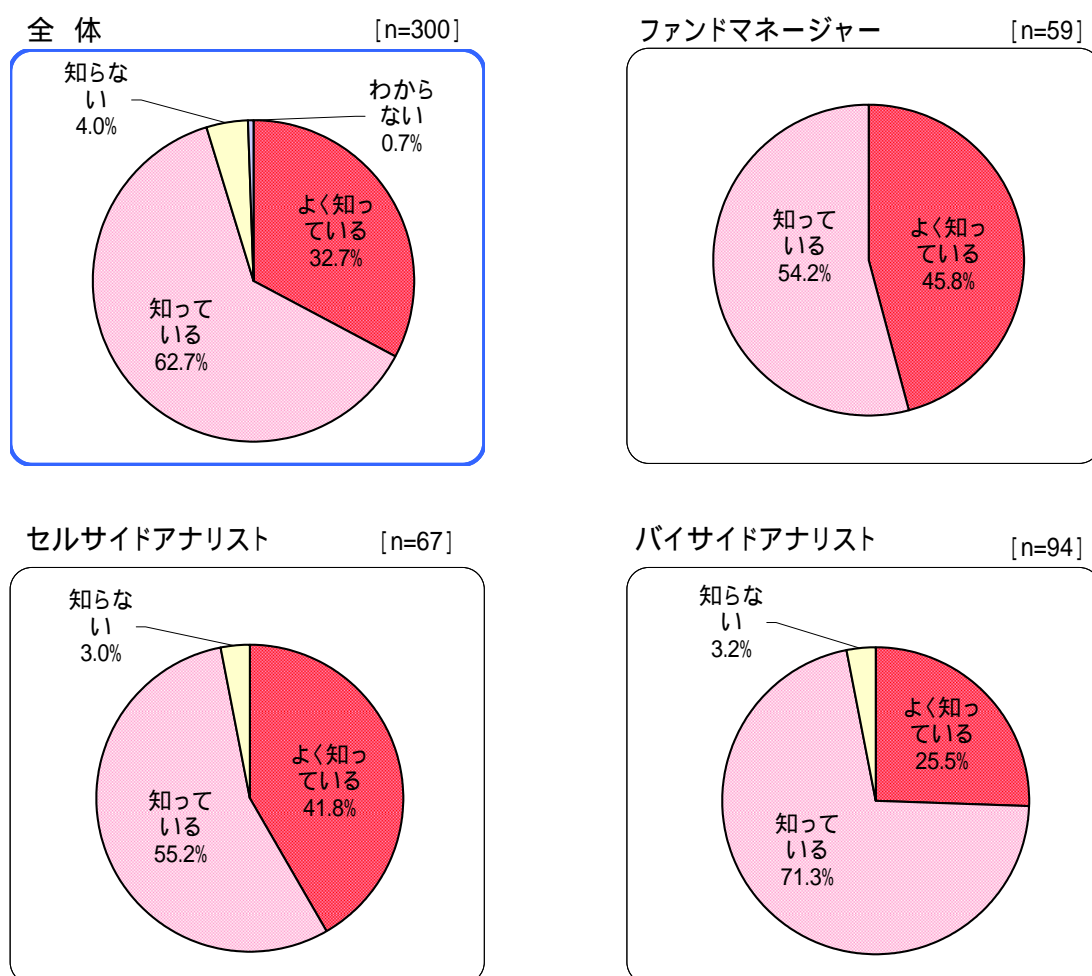 全 体 [n=300]
知らな
い
4.0%
わから
ない
0.7%
よく知っ
ている
32.7%
知って
いる
62.7%
ファンドマネージャー [n=59]
知って
いる
54.2%
よく知っ
ている
45.8%
セルサイドアナリスト [n=67]
知らな
い
3.0%
よく知っ
ている
41.8%
知って
いる
55.2%
バイサイドアナリスト [n=94]
知らな
い
3.2%
よく知っ
ている
25.5%
知って
いる
71.3%